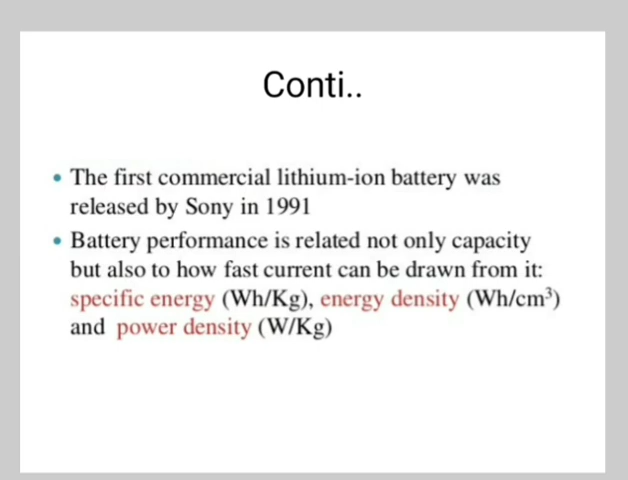 Conti..
• The first commercial lithium-ion battery was
released by Sony in 1991
• Battery performance is related not only capacity
but also to how fast current can be drawn from it:
specific energy (Wh/Kg), energy density (Wh/cm³)
and power density (W/Kg)